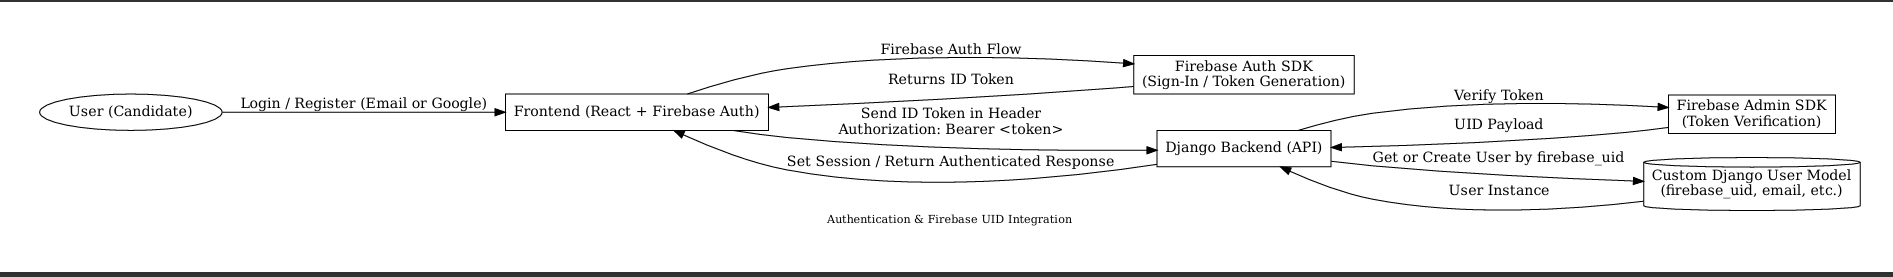 User (Candidate)
Login / Register (Email or Google)
Frontend (React + Firebase Auth)
Firebase Auth Flow
Returns ID Token
Firebase Auth SDK
(Sign-In / Token Generation)
Send ID Token in Header
Authorization: Bearer <token>
Set Session / Return Authenticated Response
Django Backend (API)
Verify Token
UID Payload
Firebase Admin SDK
(Token Verification)
Get or Create User by firebase_uid
User Instance
Custom Django User Model
(firebase_uid, email, etc.)
Authentication & Firebase UID Integration